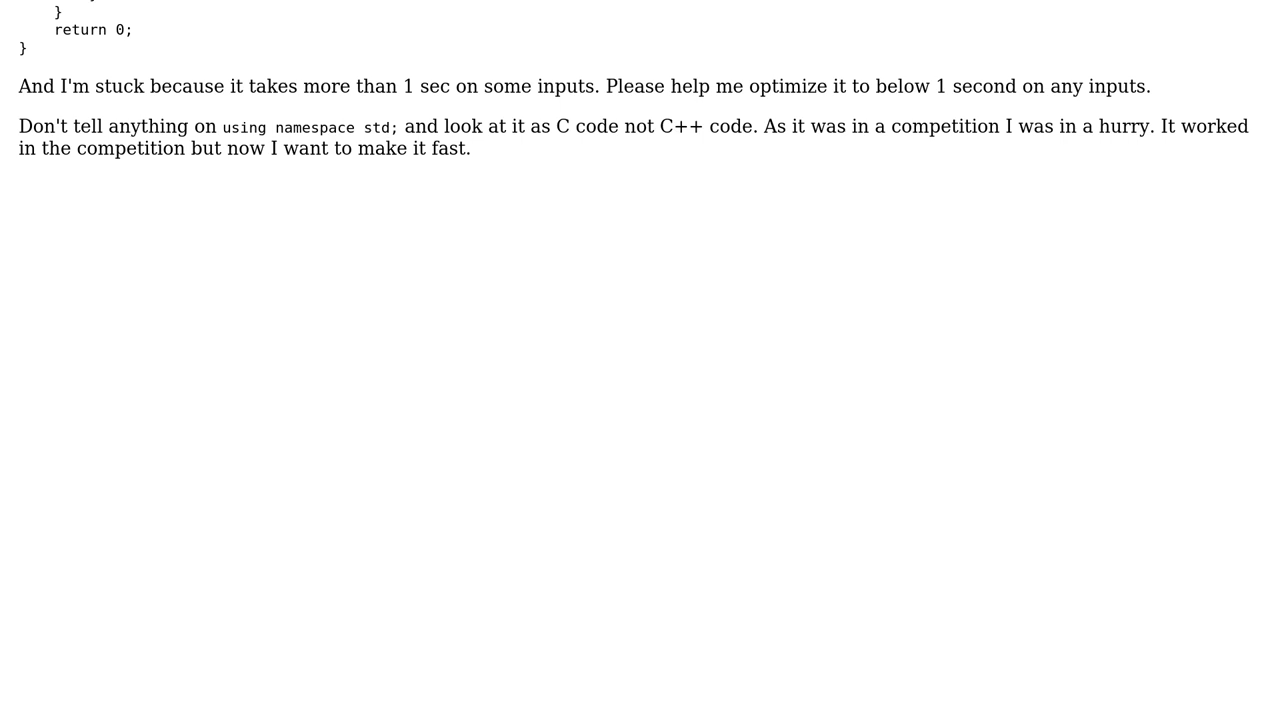 }
return 0;
}
And I'm stuck because it takes more than 1 sec on some inputs. Please help me optimize it to below 1 second on any inputs.
Don't tell anything on using namespace std; and look at it as C code not C++ code. As it was in a competition I was in a hurry. It worked
in the competition but now I want to make it fast.